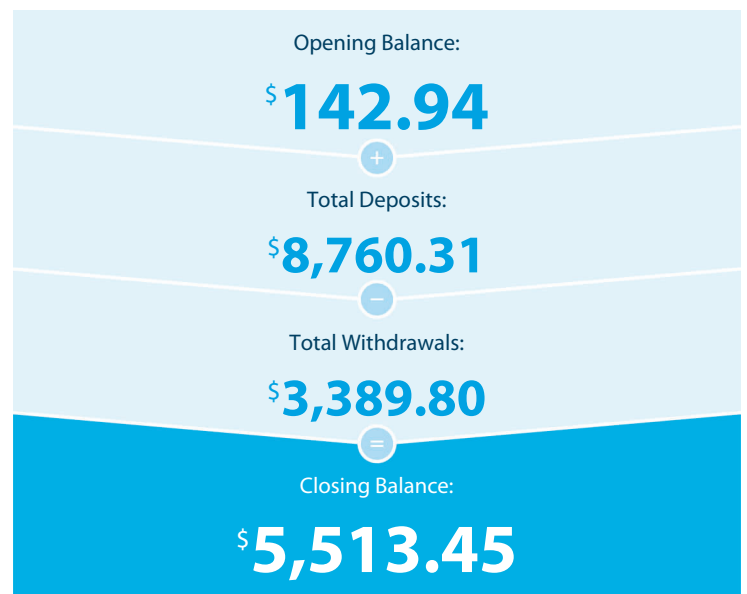 Opening Balance:
$142.94
+
Total Deposits:
$8,760.31
−
Total Withdrawals:
$3,389.80
=
Closing Balance:
$5,513.45